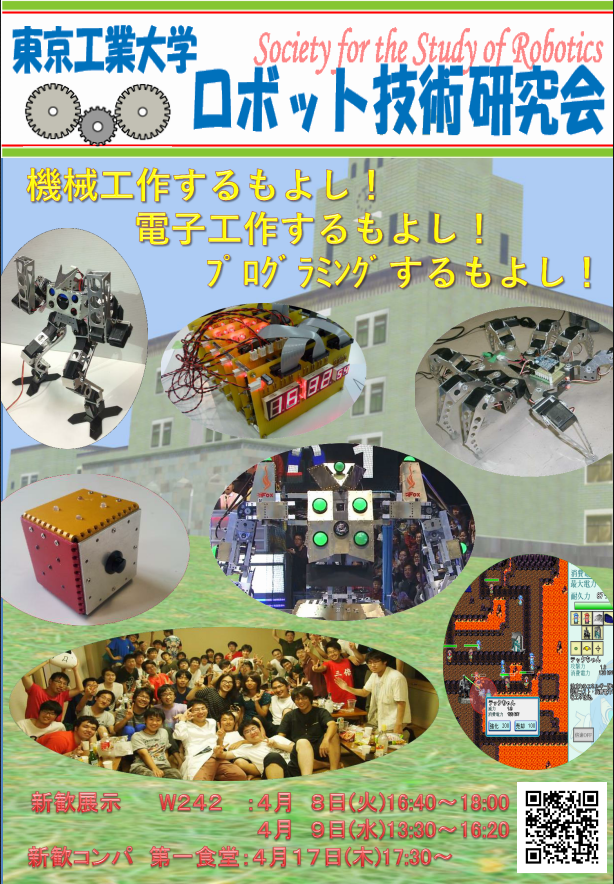 東京工業大学
Society for the Study of Robotics
ロボット技術研究会
機械工作するもよし！
電子工作するもよし！
ﾌﾟﾛｸﾞﾗﾐﾝｸﾞするもよし！
新歓展示　W242　：4月　8日(火)16:40～18:00
4月　9日(水)13:30～16:20
新歓コンパ　第一食堂：4月17日(木)17:30～